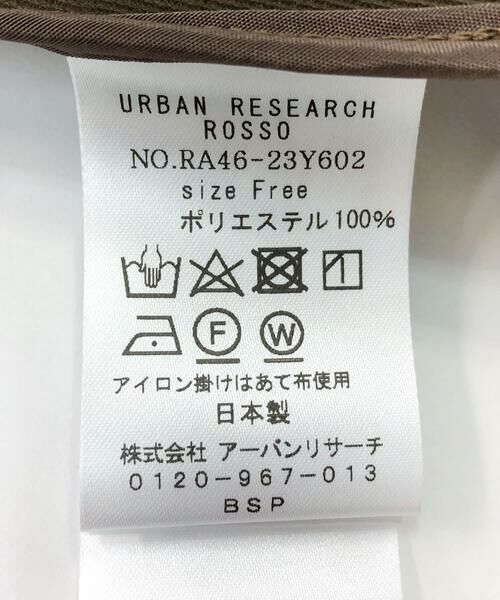 URBAN RESEARCH
ROSSO
NO.RA46-23Y602
size Free
ポリエステル100%
F W
アイロン掛けはあて布使用
日本製
株式会社 アーバンリサーチ
0120-967-013
BSP